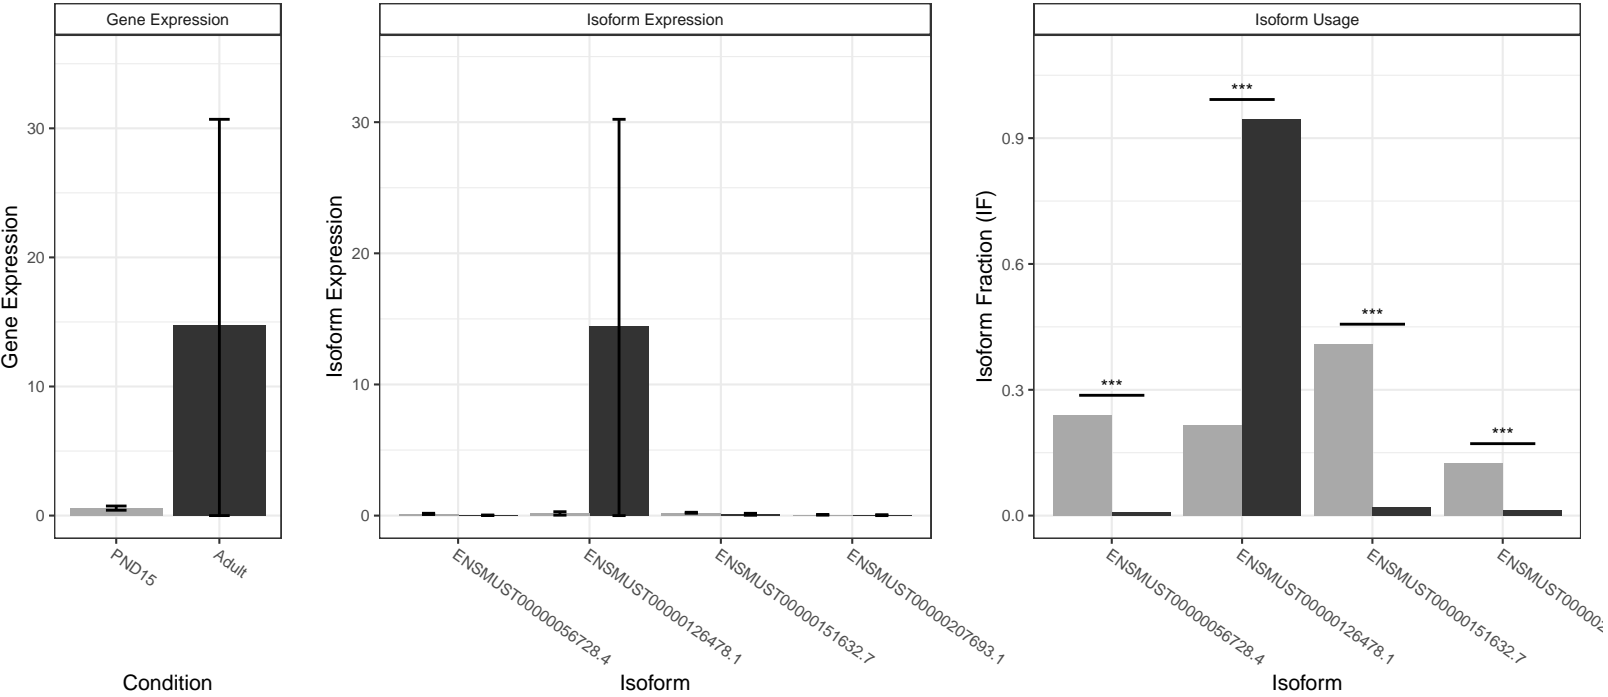 Gene Expression
Gene Expression
30
20
10
0
PND15
Adult
Condition
Isoform Expression
Isoform Expression
30
20
10
0
ENSMUST00000056728.4
ENSMUST00000126478.1
ENSMUST00000151632.7
ENSMUST00000207693.1
Isoform
Isoform Usage
Isoform Fraction (IF)
0.9
0.6
0.3
0.0
***
***
***
***
ENSMUST00000056728.4
ENSMUST00000126478.1
ENSMUST00000151632.7
Isoform